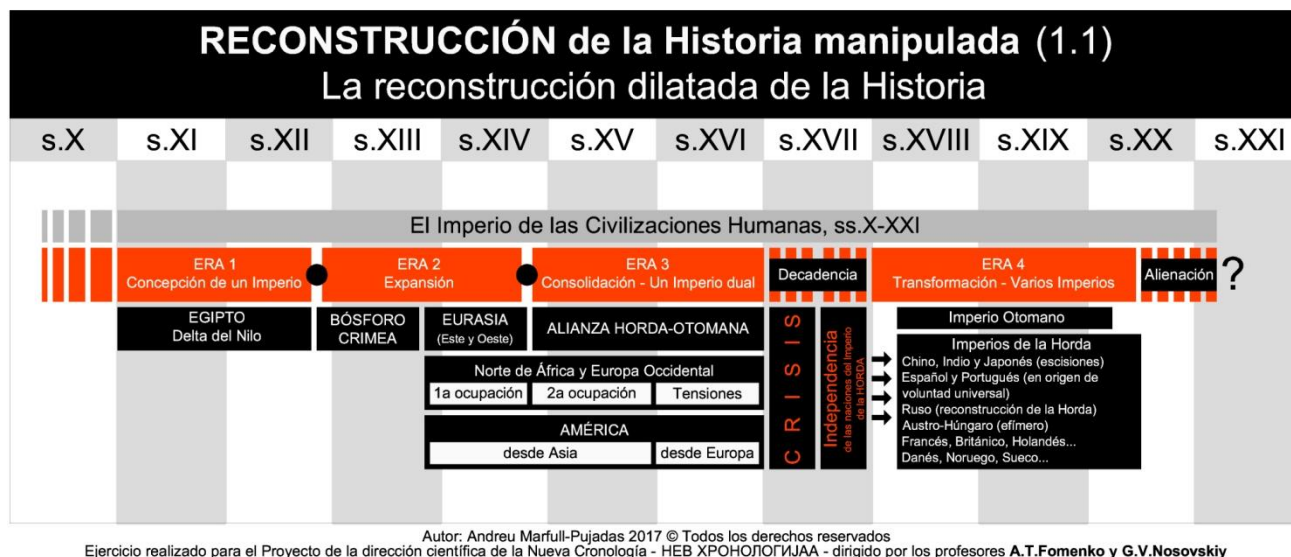 RECONSTRUCCIÓN de la Historia manipulada (1.1)
La reconstrucción dilatada de la Historia
s.X s.XI s.XII s.XIII s.XIV s.XV s.XVI s.XVII s.XVIII s.XIX s.XX s.XXI
El Imperio de las Civilizaciones Humanas, ss.X-XXI
ERA 1
Concepción de un Imperio
ERA 2
Expansión
ERA 3
Consolidación - Un Imperio dual
Decadencia
ERA 4
Transformación - Varios Imperios
Alienación
?
EGIPTO
Delta del Nilo
BÓSFORO
CRIMEA
EURASIA
(Este y Oeste)
ALIANZA HORDA-OTOMANA
Norte de África y Europa Occidental
1a ocupación
2a ocupación
Tensiones
AMÉRICA
desde Asia
desde Europa
CRISIS
Independencia
de las naciones del Imperio
de la HORDA
Imperio Otomano
Imperios de la Horda
Chino, Indio y Japonés (escisiones)
Español y Portugués (en origen de
voluntad universal)
Ruso (reconstrucción de la Horda)
Austro-Húngaro (efímero)
Francés, Británico, Holandés...
Danés, Noruego, Sueco...
Autor: Andreu Marfull-Pujadas 2017 © Todos los derechos reservados
Ejercicio realizado para el Proyecto de la dirección científica de la Nueva Cronología - НЕВ ХРОНОЛОГИЈАА - dirigido por los profesores A.T.Fomenko y G.V.Nosovskiy